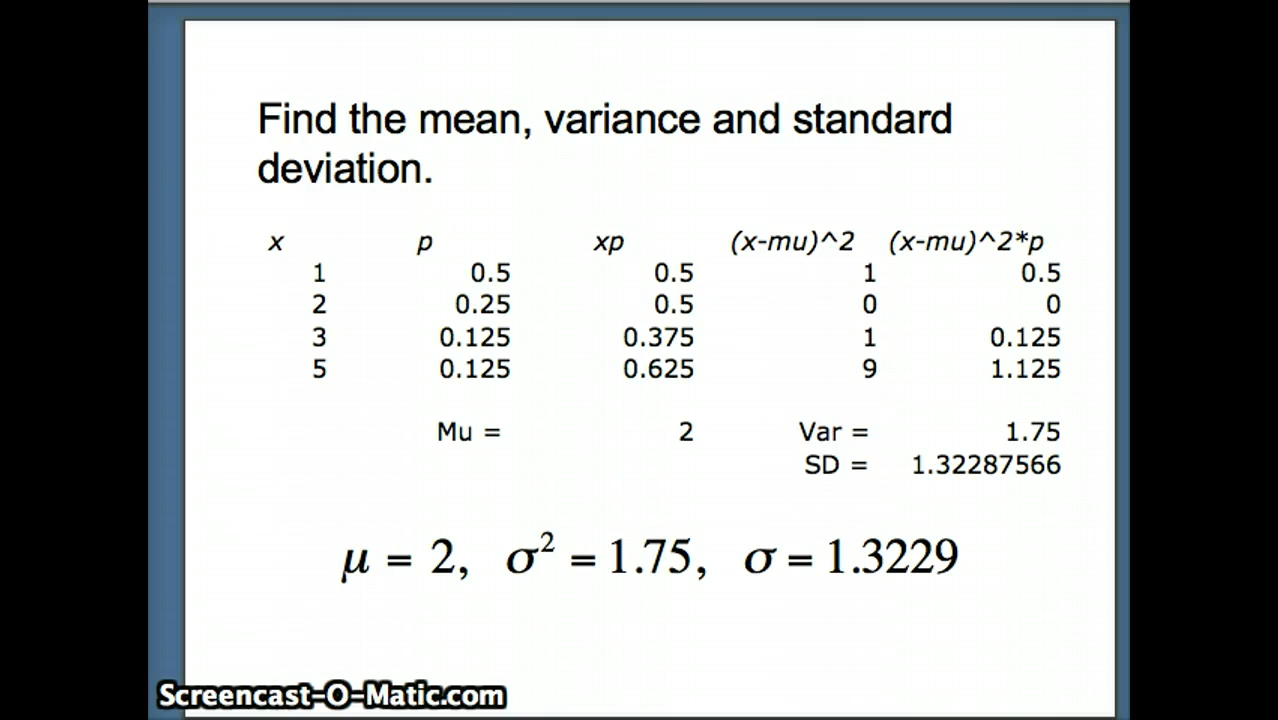 Find the mean, variance and standard
deviation.
x p xp (x-mu)^2 (x-mu)^2*p
1 0.5 0.5 1 0.5
2 0.25 0.5 0 0
3 0.125 0.375 1 0.125
5 0.125 0.625 9 1.125
Mu = 2 Var = 1.75
SD = 1.32287566
μ = 2, σ² = 1.75, σ = 1.3229
Screencast-O-Matic.com